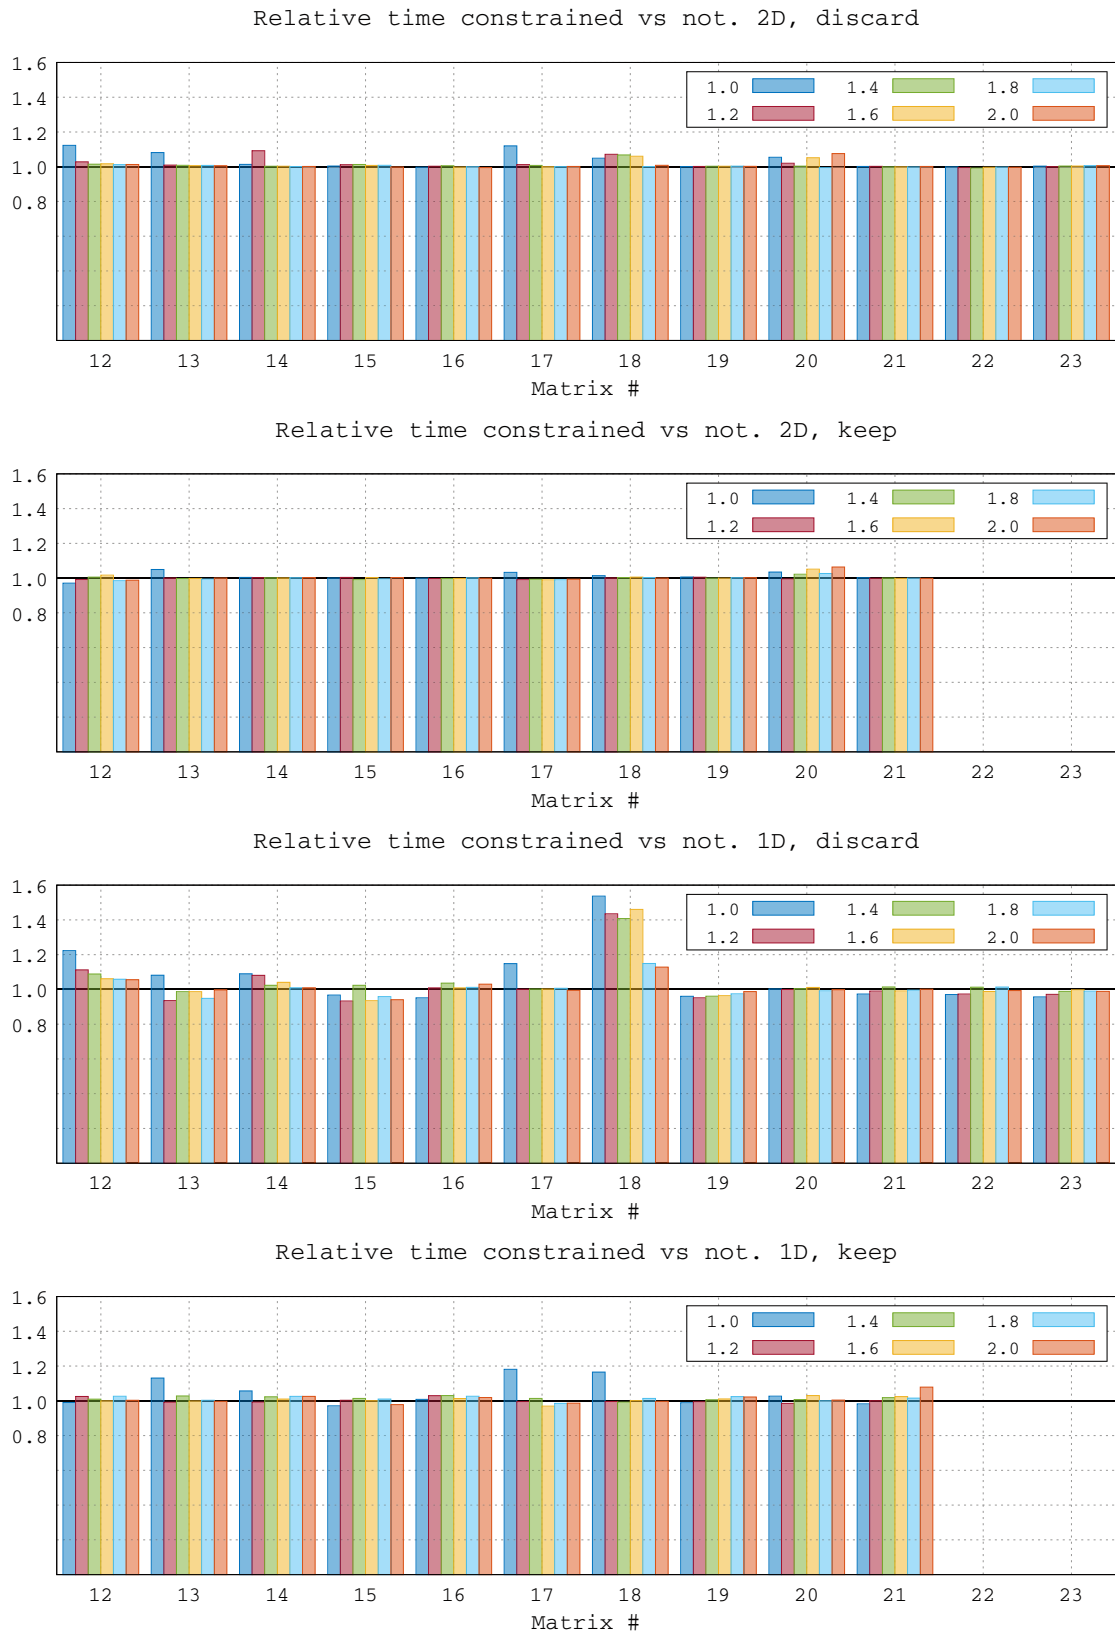 Relative time constrained vs not. 2D, discard
1.6
1.4
1.2
1.0
0.8
1.0 1.4 1.8
1.2 1.6 2.0
12 13 14 15 16 17 18 19 20 21 22 23
Matrix #
Relative time constrained vs not. 2D, keep
1.6
1.4
1.2
1.0
0.8
1.0 1.4 1.8
1.2 1.6 2.0
12 13 14 15 16 17 18 19 20 21 22 23
Matrix #
Relative time constrained vs not. 1D, discard
1.6
1.4
1.2
1.0
0.8
1.0 1.4 1.8
1.2 1.6 2.0
12 13 14 15 16 17 18 19 20 21 22 23
Matrix #
Relative time constrained vs not. 1D, keep
1.6
1.4
1.2
1.0
0.8
1.0 1.4 1.8
1.2 1.6 2.0
12 13 14 15 16 17 18 19 20 21 22 23
Matrix #